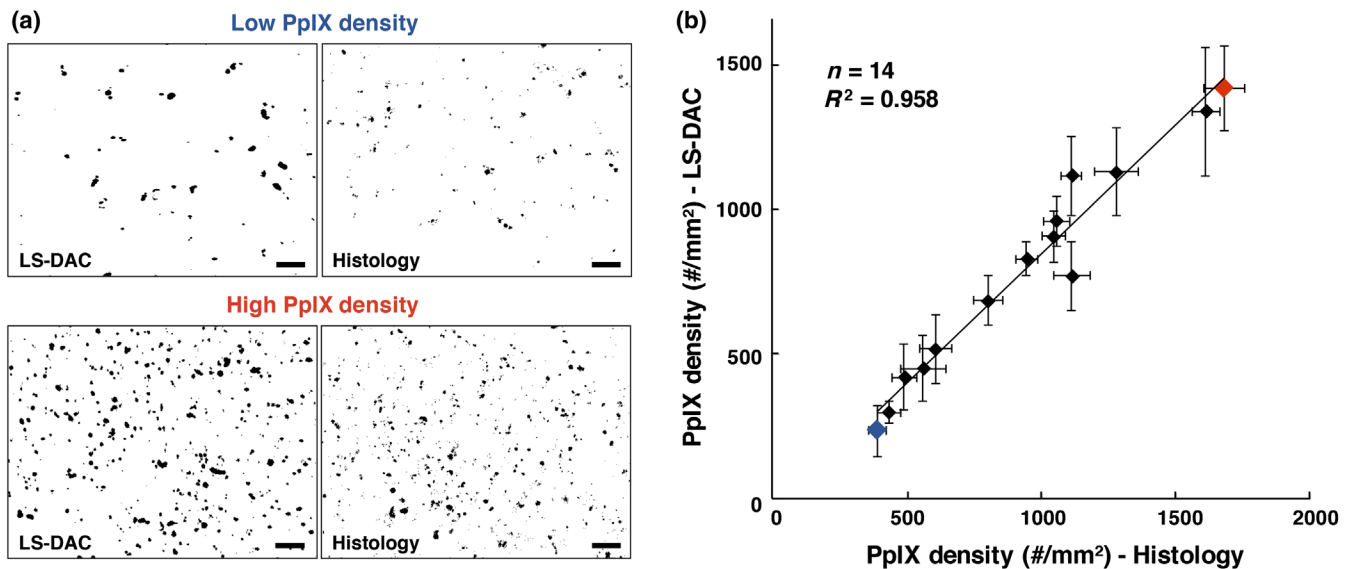 (a)
Low PpIX density
LS-DAC
Histology
High PpIX density
LS-DAC
Histology
(b)
n = 14
R² = 0.958
PpIX density (#/mm²) - LS-DAC
1500
1000
500
0
0 500 1000 1500 2000
PpIX density (#/mm²) - Histology